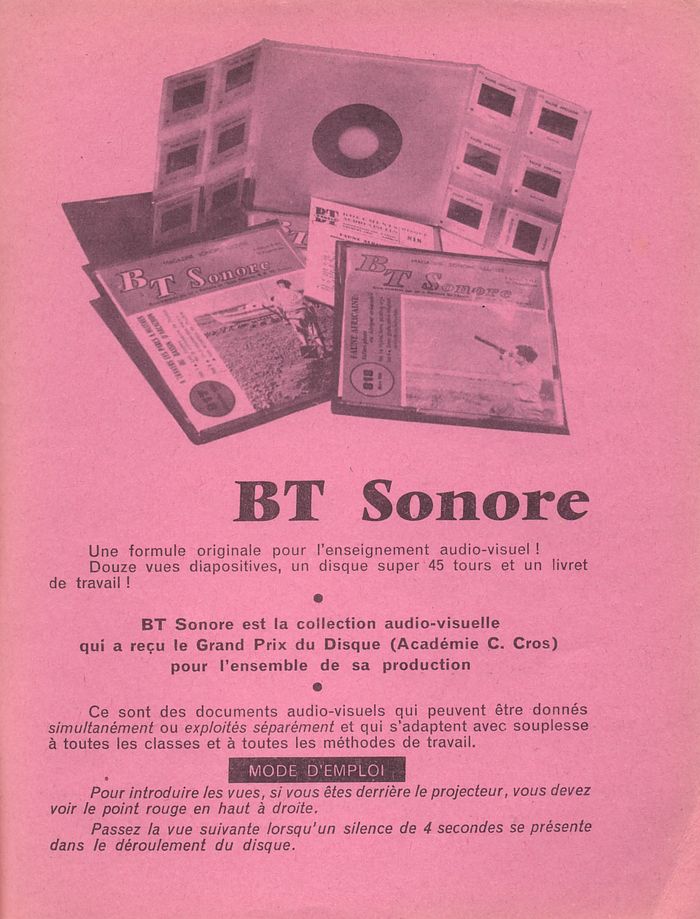 BT Sonore
BT
818
BT Sonore
FAUNE AFRICAINE
818
BT Sonore
Une formule originale pour l'enseignement audio-visuel !
Douze vues diapositives, un disque super 45 tours et un livret
de travail !
BT Sonore est la collection audio-visuelle
qui a reçu le Grand Prix du Disque (Académie C. Cros)
pour l'ensemble de sa production
Ce sont des documents audio-visuels qui peuvent être donnés
simultanément ou exploités séparément et qui s'adaptent avec souplesse
à toutes les classes et à toutes les méthodes de travail.
MODE D'EMPLOI
Pour introduire les vues, si vous êtes derrière le projecteur, vous devez
voir le point rouge en haut à droite.
Passez la vue suivante lorsqu'un silence de 4 secondes se présente
dans le déroulement du disque.